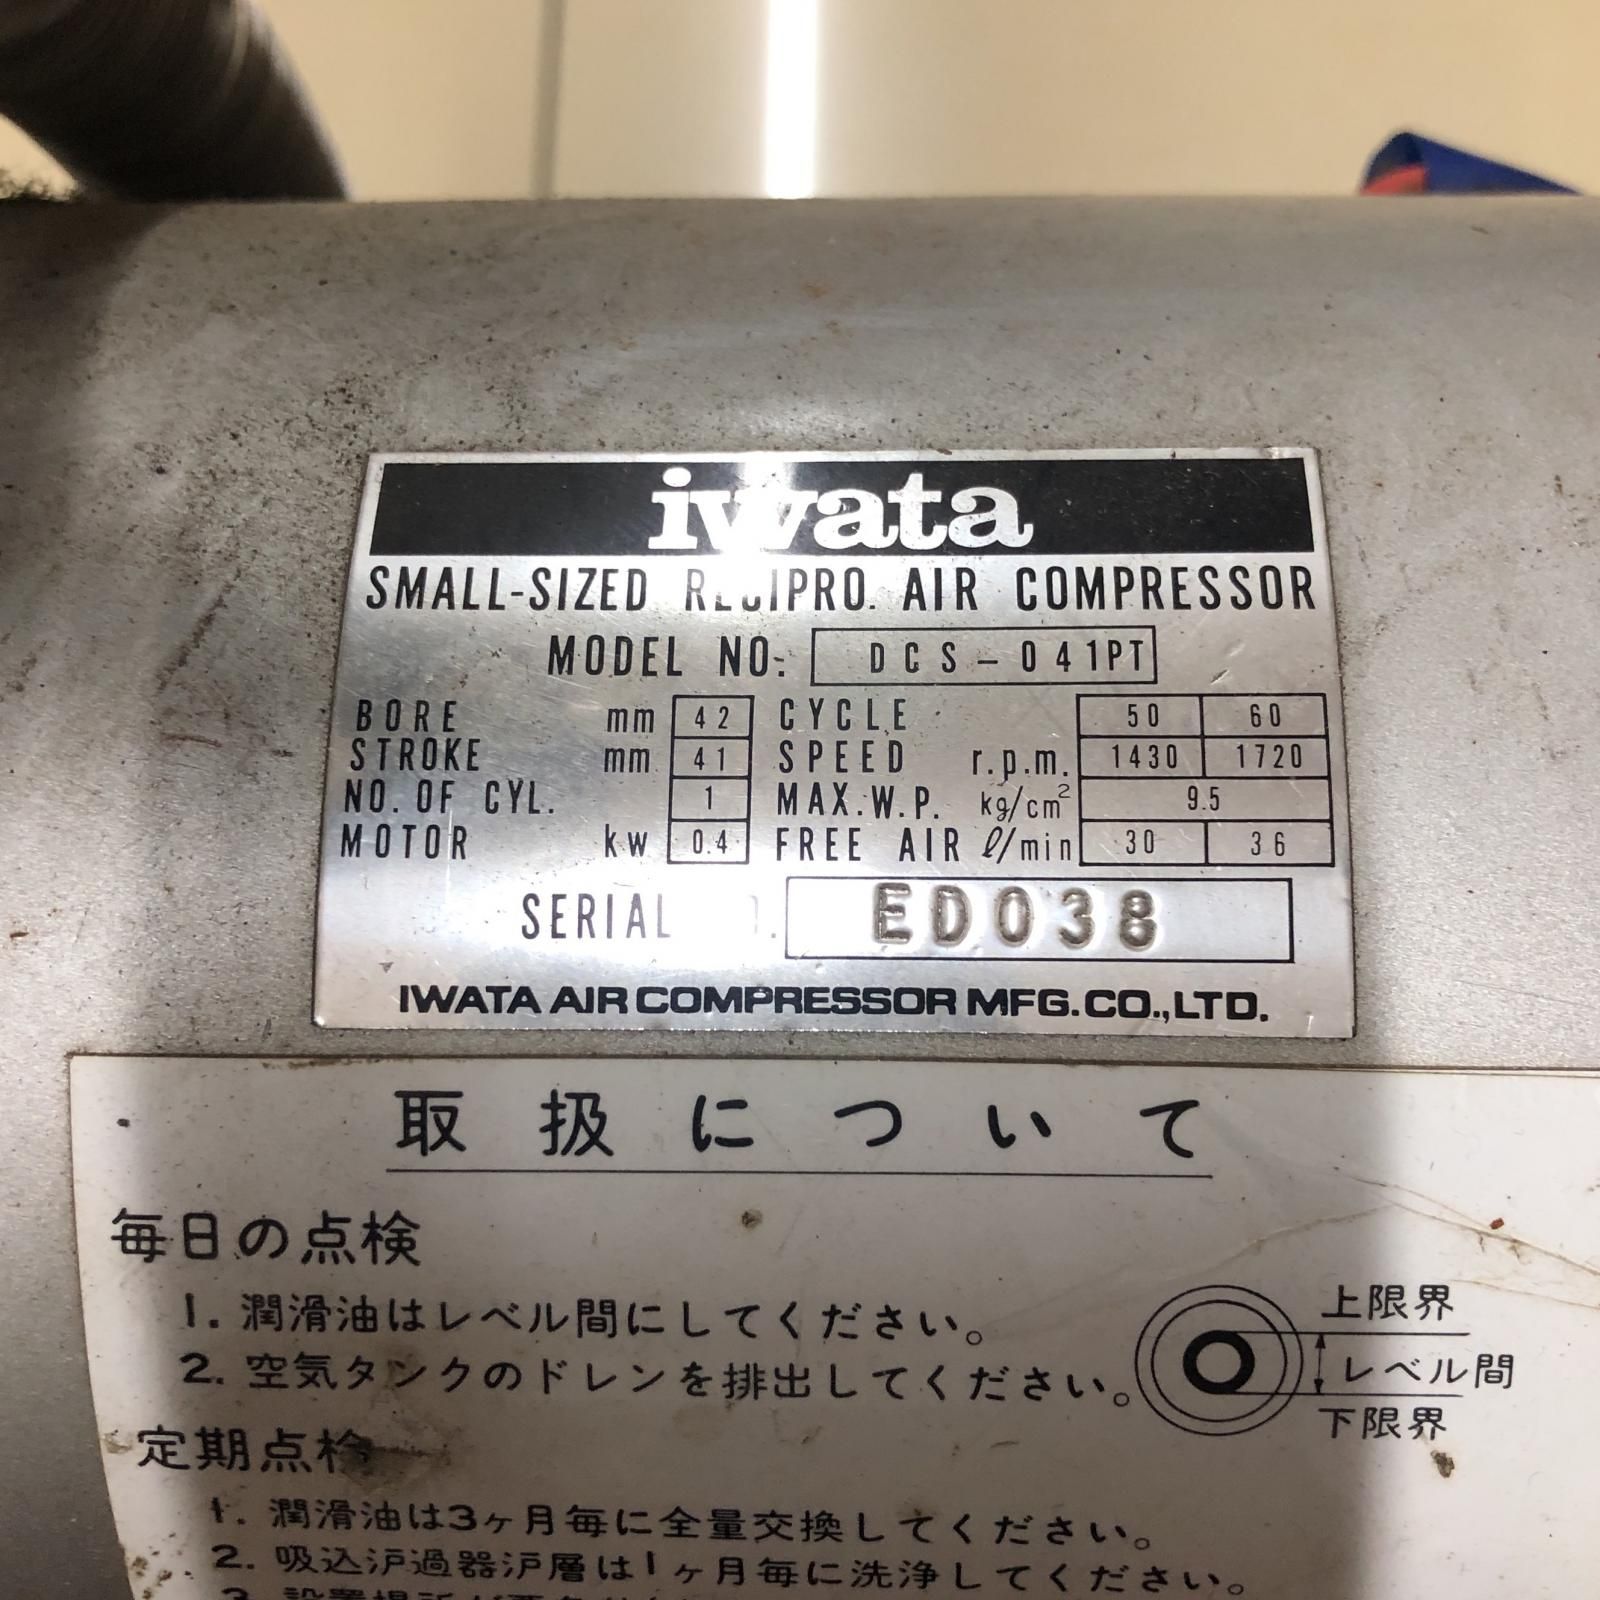 iwata
SMALL-SIZED RECIPRO. AIR COMPRESSOR
MODEL NO. DCS-041PT
BORE mm 42 CYCLE 50 60
STROKE mm 41 SPEED r.p.m. 1430 1720
NO. OF CYL. 1 MAX.W.P. kg/cm² 9.5
MOTOR kw 0.4 FREE AIR ℓ/min 30 36
SERIAL ED038
IWATA AIR COMPRESSOR MFG.CO.,LTD.
取扱について
毎日の点検
1. 潤滑油はレベル間にしてください。
2. 空気タンクのドレンを排出してください。
上限界
レベル間
下限界
定期点検
1. 潤滑油は3ヶ月毎に全量交換してください。
2. 吸込沪過器沪層は1ヶ月毎に洗浄してください。